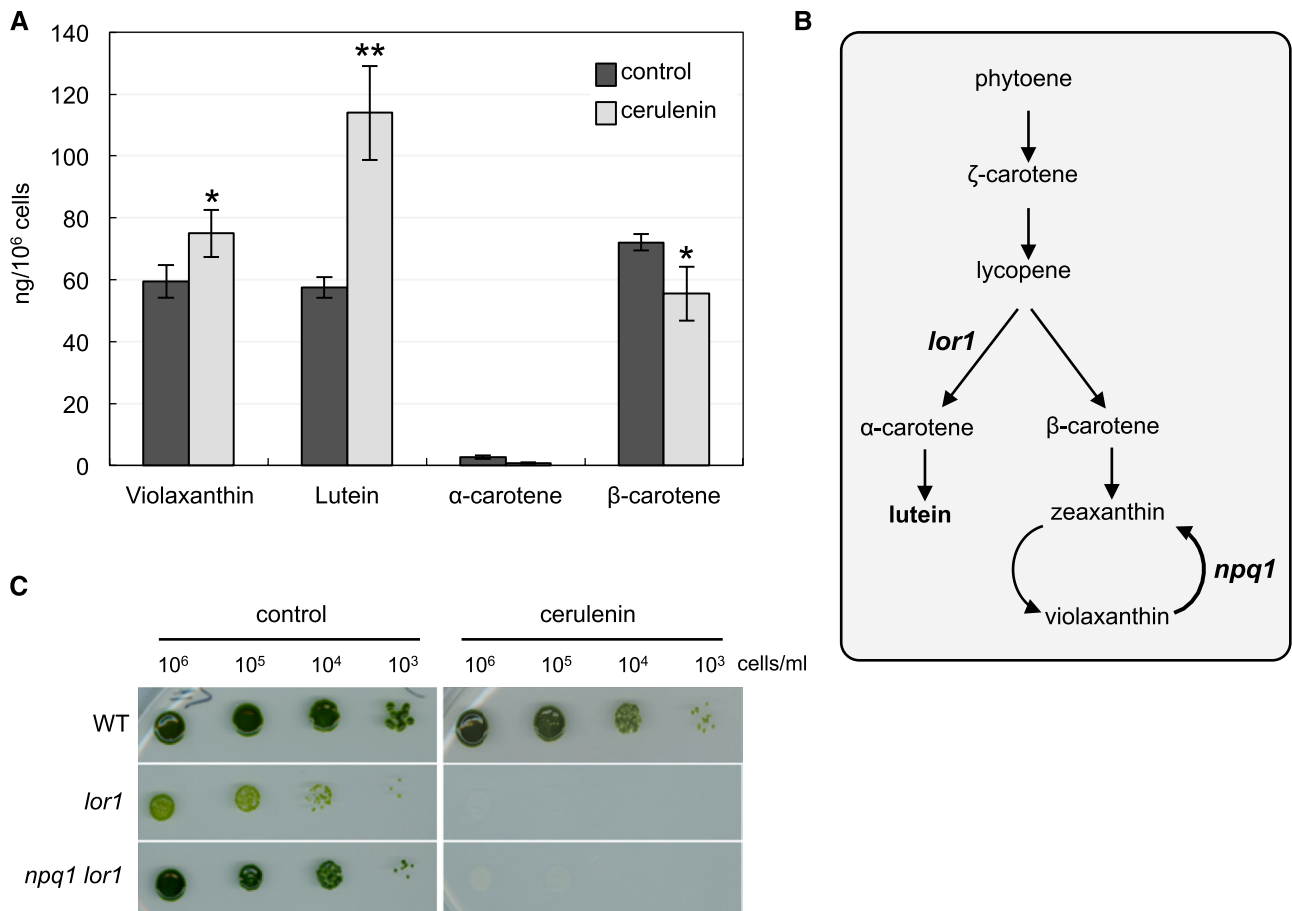 A
140
120
100
80
60
40
20
0
ng/10⁶ cells
*
**
*
control
cerulenin
Violaxanthin
Lutein
α-carotene
β-carotene
B
phytoene
ζ-carotene
lycopene
lor1
α-carotene
β-carotene
lutein
zeaxanthin
npq1
violaxanthin
C
control
cerulenin
10⁶ 10⁵ 10⁴ 10³ 10⁶ 10⁵ 10⁴ 10³ cells/ml
WT
lor1
npq1 lor1